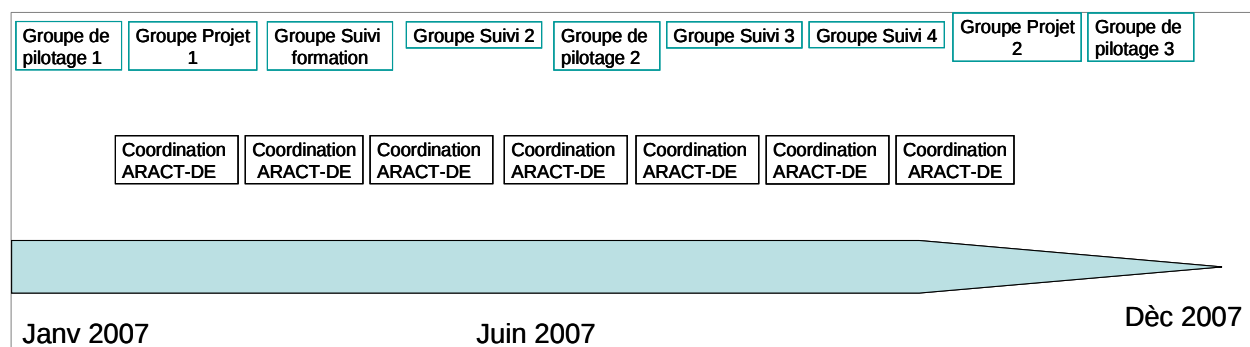 Groupe de
pilotage 1
Groupe Projet
1
Groupe Suivi
formation
Groupe Suivi 2
Groupe de
pilotage 2
Groupe Suivi 3
Groupe Suivi 4
Groupe Projet
2
Groupe de
pilotage 3
Coordination
ARACT-DE
Coordination
ARACT-DE
Coordination
ARACT-DE
Coordination
ARACT-DE
Coordination
ARACT-DE
Coordination
ARACT-DE
Coordination
ARACT-DE
Janv 2007
Juin 2007
Dèc 2007